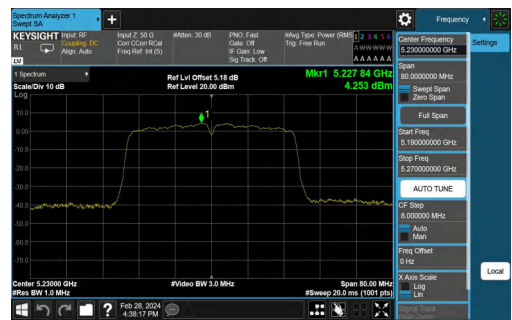 Spectrum Analyzer 1
Swept SA
Frequency
KEYSIGHT
RL
Input: RF
Coupling: DC
Align: Auto
Input Z: 50 Ω
Corr CCorr RCal
Freq Ref: Int (S)
#Atten: 30 dB
PNO: Fast
Gate: Off
IF Gain: Low
Sig Track: Off
#Avg Type: Power (RMS)
Trig: Free Run
1 2 3 4 5 6
A W W W W W
A A A A A A
LV
1 Spectrum
Scale/Div 10 dB
Log
Ref Lvl Offset 5.18 dB
Ref Level 20.00 dBm
Mkr1 5.227 84 GHz
4.253 dBm
1
10.0
0.00
-10.0
-20.0
-30.0
-40.0
-50.0
-60.0
-70.0
Center 5.23000 GHz
#Res BW 1.0 MHz
#Video BW 3.0 MHz
Span 80.00 MHz
#Sweep 20.0 ms (1001 pts)
Center Frequency
5.230000000 GHz
Settings
Span
80.0000000 MHz
Swept Span
Zero Span
Full Span
Start Freq
5.190000000 GHz
Stop Freq
5.270000000 GHz
AUTO TUNE
CF Step
8.000000 MHz
Auto
Man
Freq Offset
0 Hz
X Axis Scale
Log
Lin
Local
Signal Track
Feb 28, 2024
4:38:17 PM